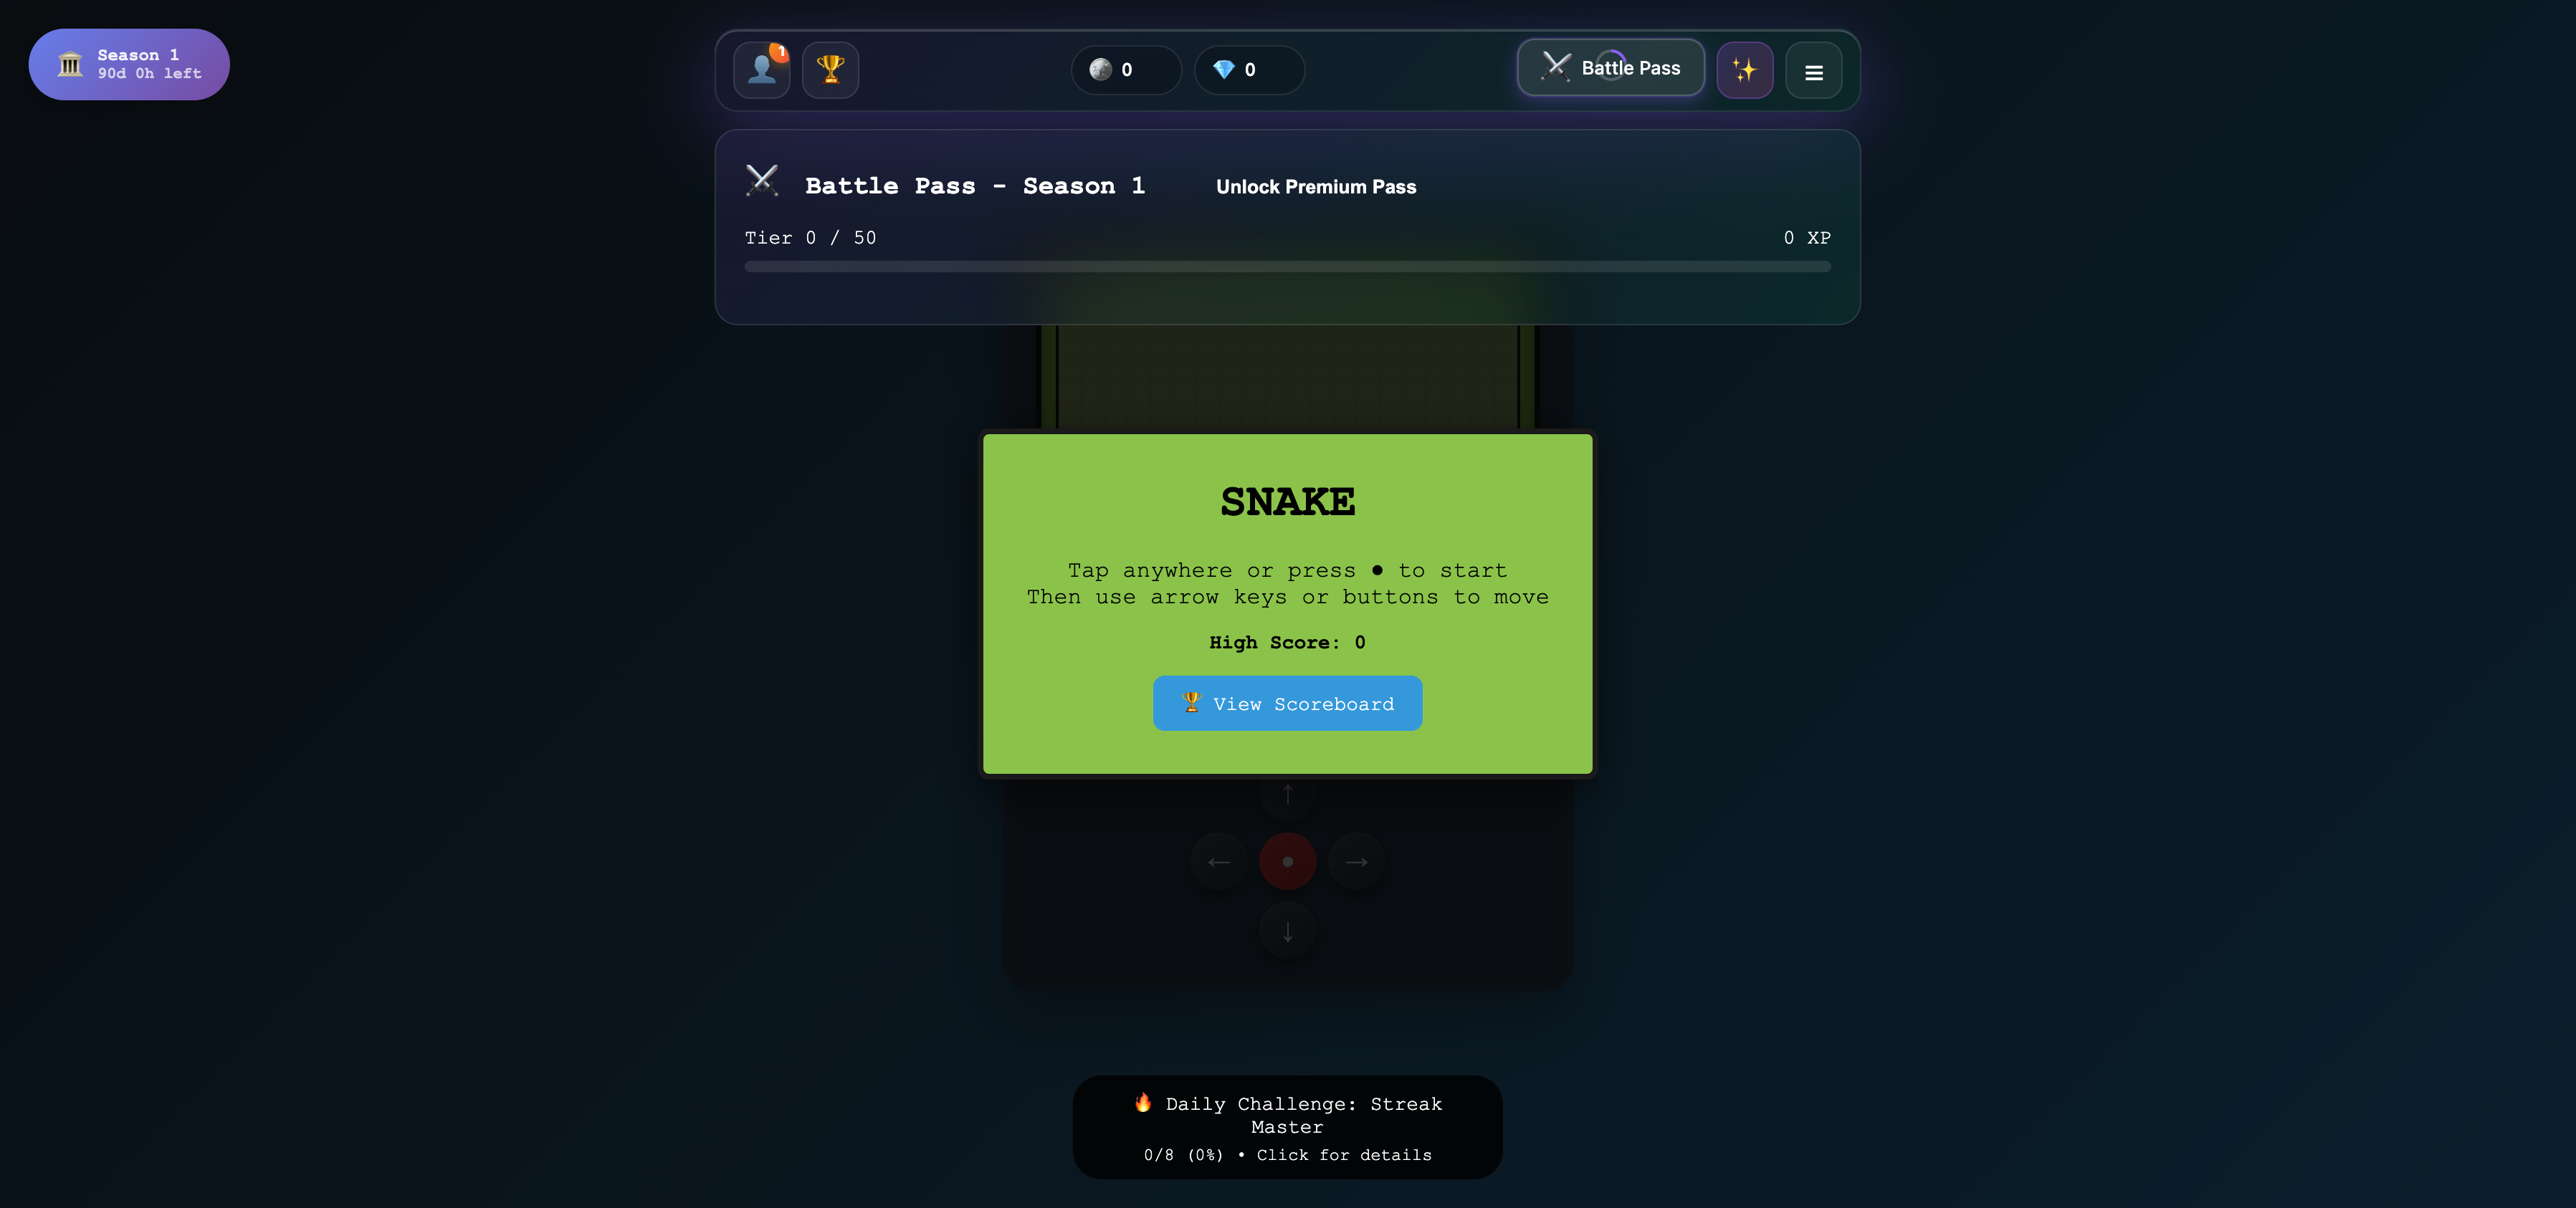 Season 1
90d 0h left
1
0
0
Battle Pass
Battle Pass - Season 1
Unlock Premium Pass
Tier 0 / 50
0 XP
SNAKE
Tap anywhere or press ● to start
Then use arrow keys or buttons to move
High Score: 0
View Scoreboard
↑
← ● →
↓
Daily Challenge: Streak
Master
0/8 (0%) • Click for details